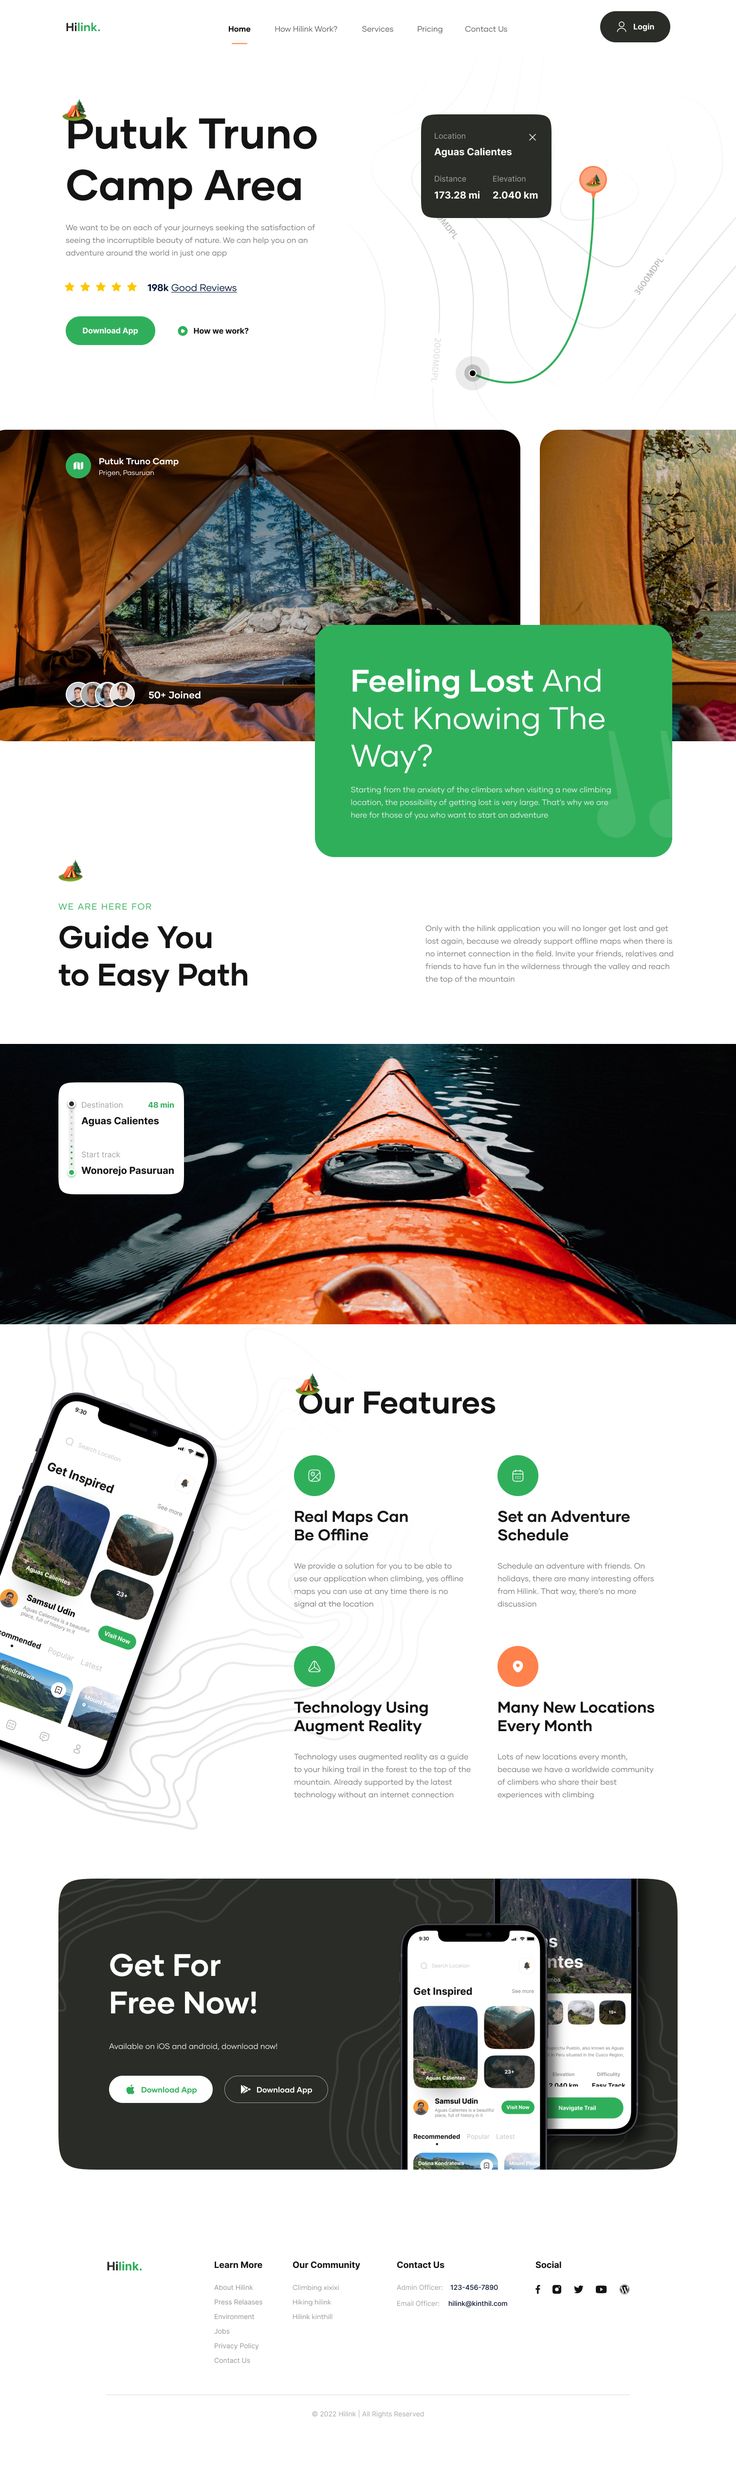 Hilink.
Home
How Hilink Work?
Services
Pricing
Contact Us
Login
Putuk Truno
Camp Area
We want to be on each of your journeys seeking the satisfaction of
seeing the incorruptible beauty of nature. We can help you on an
adventure around the world in just one app
198k Good Reviews
Download App
How we work?
Location
Aguas Calientes
Distance
Elevation
173.28 mi
2.040 km
MDPL
3600MDPL
2000MDPL
Putuk Truno Camp
Prigen, Pasuruan
50+ Joined
Feeling Lost And
Not Knowing The
Way?
Starting from the anxiety of the climbers when visiting a new climbing
location, the possibility of getting lost is very large. That's why we are
here for those of you who want to start an adventure
WE ARE HERE FOR
Guide You
to Easy Path
Only with the hilink application you will no longer get lost and get
lost again, because we already support offline maps when there is
no internet connection in the field. Invite your friends, relatives and
friends to have fun in the wilderness through the valley and reach
the top of the mountain
Destination
48 min
Aguas Calientes
Start track
Wonorejo Pasuruan
Our Features
9:30
Search Location
Get Inspired
See more
Aguas Calientes
23+
Samsul Udin
Aguas Calientes is a beautiful
place, full of history in it
Visit Now
Popular
Latest
Real Maps Can
Be Offline
We provide a solution for you to be able to
use our application when climbing, yes offline
maps you can use at any time there is no
signal at the location
Set an Adventure
Schedule
Schedule an adventure with friends. On
holidays, there are many interesting offers
from Hilink. That way, there's no more
discussion
Technology Using
Augment Reality
Technology uses augmented reality as a guide
to your hiking trail in the forest to the top of the
mountain. Already supported by the latest
technology without an internet connection
Many New Locations
Every Month
Lots of new locations every month,
because we have a worldwide community
of climbers who share their best
experiences with climbing
Get For
Free Now!
Available on iOS and android, download now!
Download App
Download App
9:30
Search Location
Get Inspired
See more
Aguas Calientes
23+
Samsul Udin
Aguas Calientes is a beautiful
place, full of history in it
Visit Now
Recommended
Popular
Latest
Dolina Kondratowa
Elevation
Difficulty
2.040 km
Easy Track
Navigate Trail
Hilink.
Learn More
About Hilink
Press Relaases
Environment
Jobs
Privacy Policy
Contact Us
Our Community
Climbing xixixi
Hiking hilink
Hilink kinthill
Contact Us
Admin Officer: 123-456-7890
Email Officer: hilink@kinthil.com
Social
© 2022 Hilink | All Rights Reserved